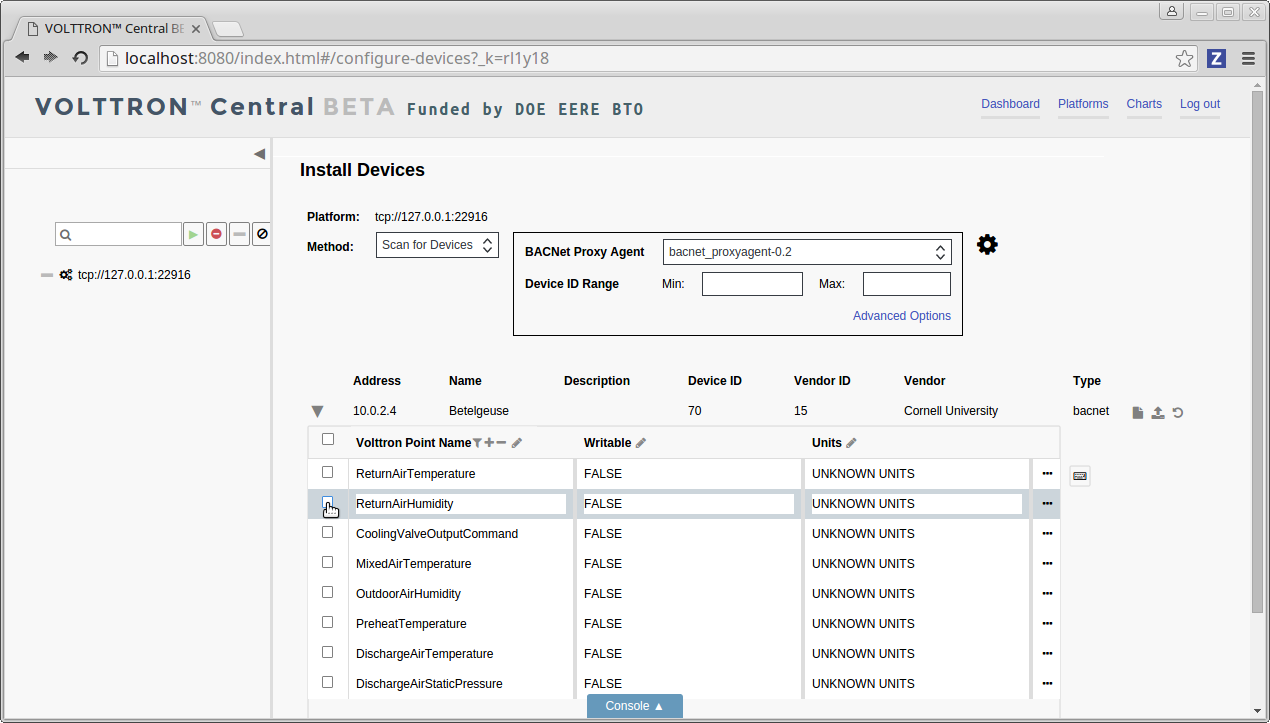 VOLTTRON™ Central BE
localhost:8080/index.html#/configure-devices?_k=rl1y18
Z
VOLTTRON™ Central BETA Funded by DOE EERE BTO
Dashboard Platforms Charts Log out
Install Devices
Platform: tcp://127.0.0.1:22916
Method: Scan for Devices
BACNet Proxy Agent bacnet_proxyagent-0.2
Device ID Range Min: Max:
Advanced Options
tcp://127.0.0.1:22916
Address Name Description Device ID Vendor ID Vendor Type
10.0.2.4 Betelgeuse 70 15 Cornell University bacnet
Volttron Point Name Writable Units
ReturnAirTemperature FALSE UNKNOWN UNITS
ReturnAirHumidity FALSE UNKNOWN UNITS
CoolingValveOutputCommand FALSE UNKNOWN UNITS
MixedAirTemperature FALSE UNKNOWN UNITS
OutdoorAirHumidity FALSE UNKNOWN UNITS
PreheatTemperature FALSE UNKNOWN UNITS
DischargeAirTemperature FALSE UNKNOWN UNITS
DischargeAirStaticPressure FALSE UNKNOWN UNITS
Console ▲